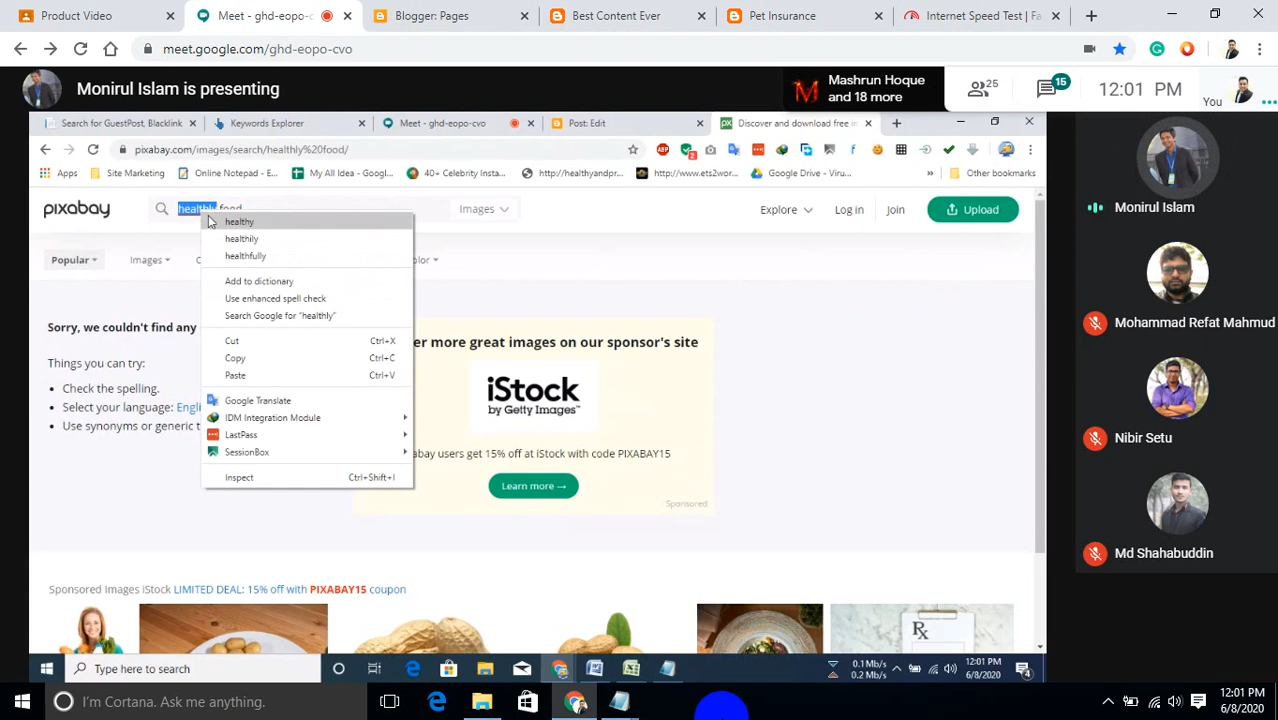 Product Video
Meet - ghd-eopo-c
Blogger: Pages
Best Content Ever
Pet Insurance
Internet Speed Test | Fa
meet.google.com/ghd-eopo-cvo
Monirul Islam is presenting
Mashrun Hoque
and 18 more
25
15
12:01 PM
You
Search for GuestPost, Blacklink
Keywords Explorer
Meet - ghd-eopo-cvo
Post: Edit
Discover and download free in
pixabay.com/images/search/healthly%20food/
Apps
Site Marketing
Online Notepad - E
My All Idea - Google
40+ Celebrity Insta
http://healthyandpr
http://www.ets2wor
Google Drive - Viru
Other bookmarks
pixabay
healthly food
Images
Explore
Log in
Join
Upload
healthy
healthily
healthfully
Add to dictionary
Use enhanced spell check
Search Google for "healthly"
Cut Ctrl+X
Copy Ctrl+C
Paste Ctrl+V
Google Translate
IDM Integration Module
LastPass
SessionBox
Inspect Ctrl+Shift+I
Popular
Images
olor
Sorry, we couldn't find any
Things you can try:
Check the spelling.
Select your language: Engli
Use synonyms or generic t
er more great images on our sponsor's site
iStock
by Getty Images™
abay users get 15% off at iStock with code PIXABAY15
Learn more →
Sponsored
Sponsored Images iStock LIMITED DEAL: 15% off with PIXABAY15 coupon
Rx
Type here to search
0.1 Mb/s
0.2 Mb/s
12:01 PM
6/8/2020
4
Monirul Islam
Mohammad Refat Mahmud
Nibir Setu
Md Shahabuddin
I'm Cortana. Ask me anything.
12:01 PM
6/8/2020